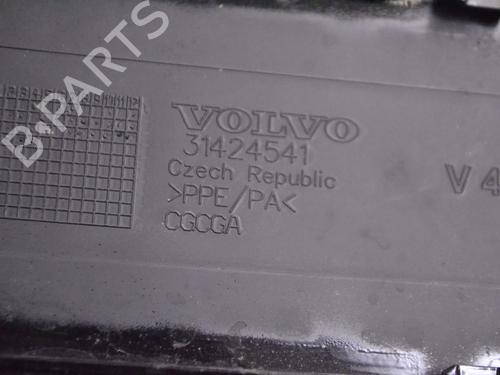 B-PARTS
VOLVO
31424541
Czech Republic
>PPE/PA<
CGCGA
V 4